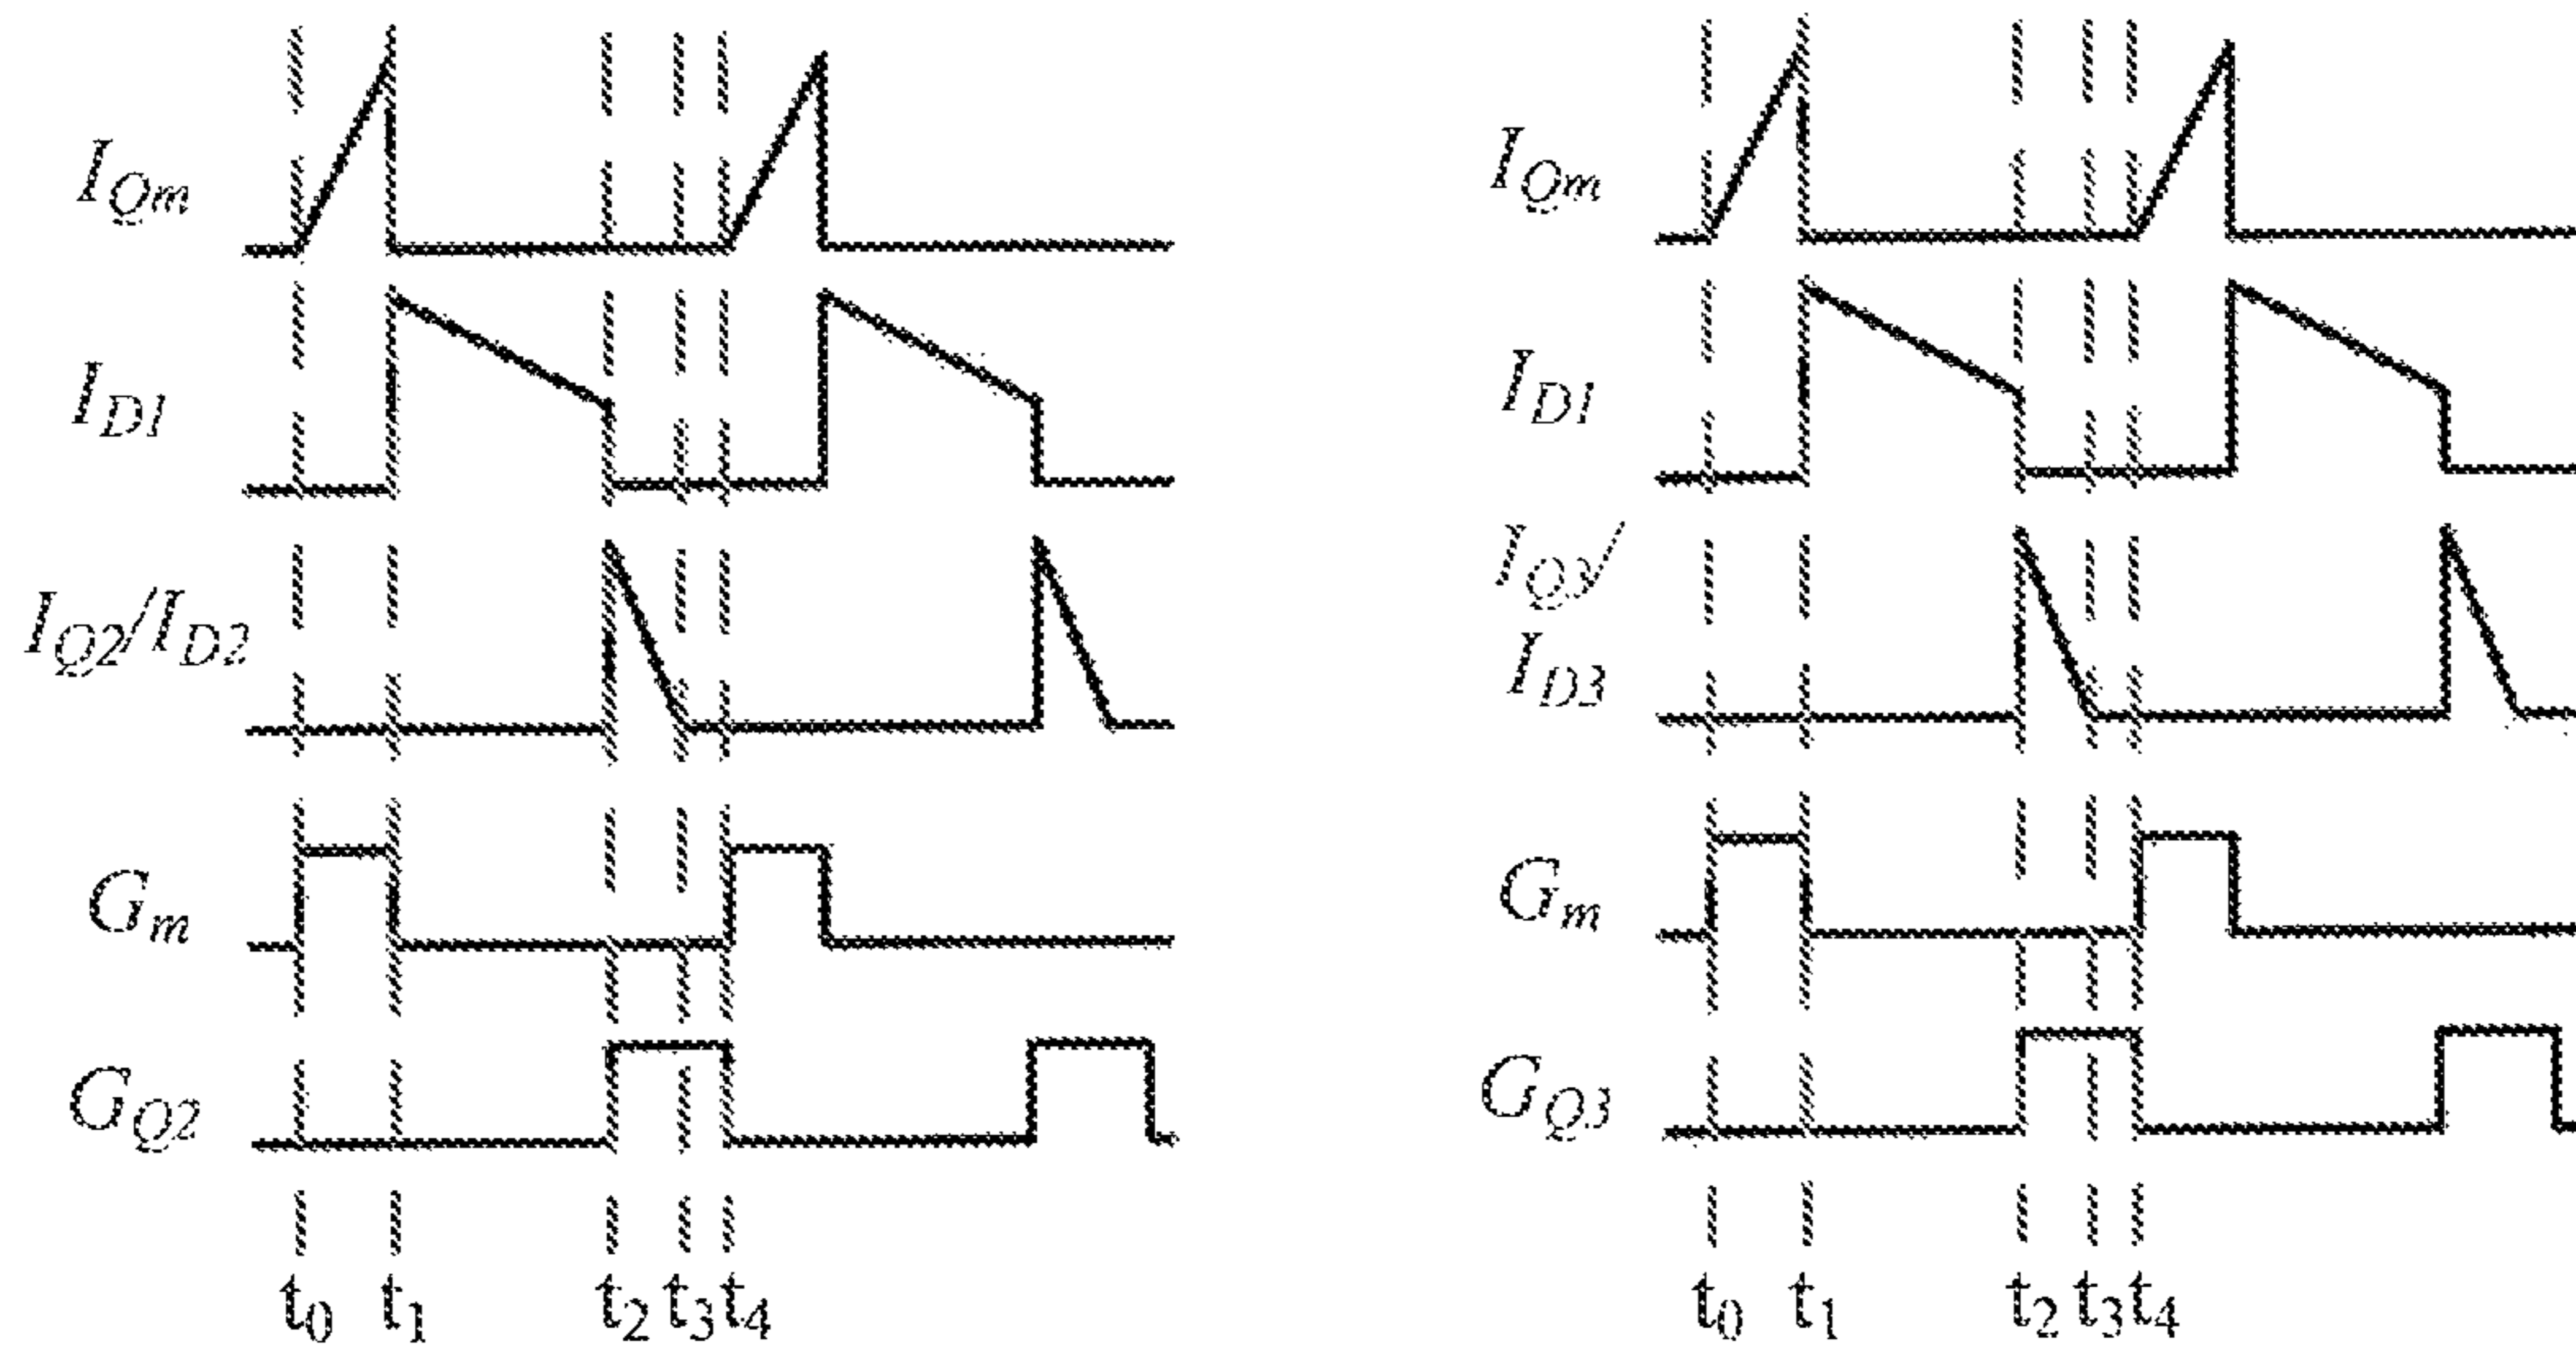 I_Qm
I_D1
I_Q2/I_D2
G_m
G_Q2
t_0 t_1 t_2 t_3 t_4
I_Qm
I_D1
I_Q3/
I_D3
G_m
G_Q3
t_0 t_1 t_2 t_3 t_4